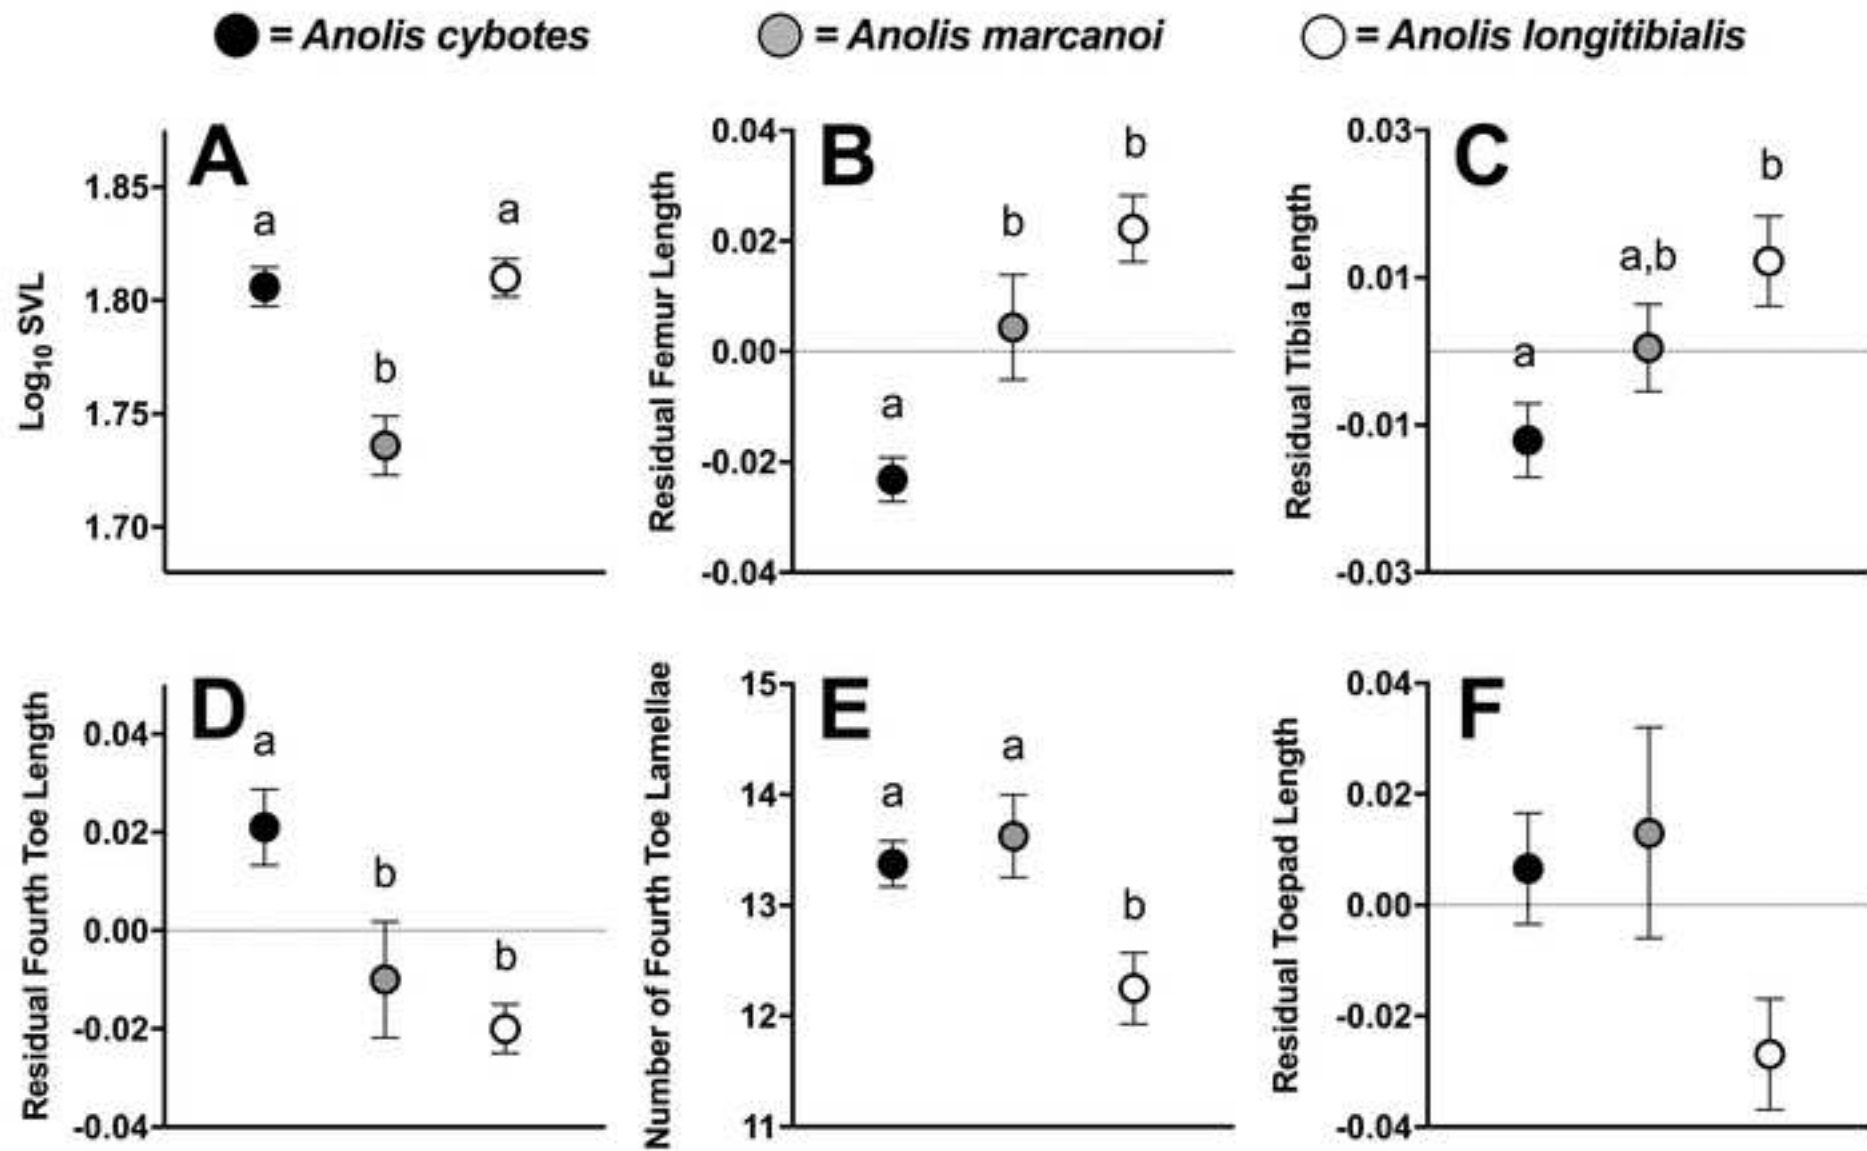 = Anolis cybotes
= Anolis marcanoi
= Anolis longitibialis
A
Log10 SVL
1.85
1.80
1.75
1.70
a
b
a
B
Residual Femur Length
0.04
0.02
0.00
-0.02
-0.04
a
b
b
C
Residual Tibia Length
0.03
0.01
-0.01
-0.03
a
a,b
b
D
Residual Fourth Toe Length
0.04
0.02
0.00
-0.02
-0.04
a
b
b
E
Number of Fourth Toe Lamellae
15
14
13
12
11
a
a
b
F
Residual Toepad Length
0.04
0.02
0.00
-0.02
-0.04